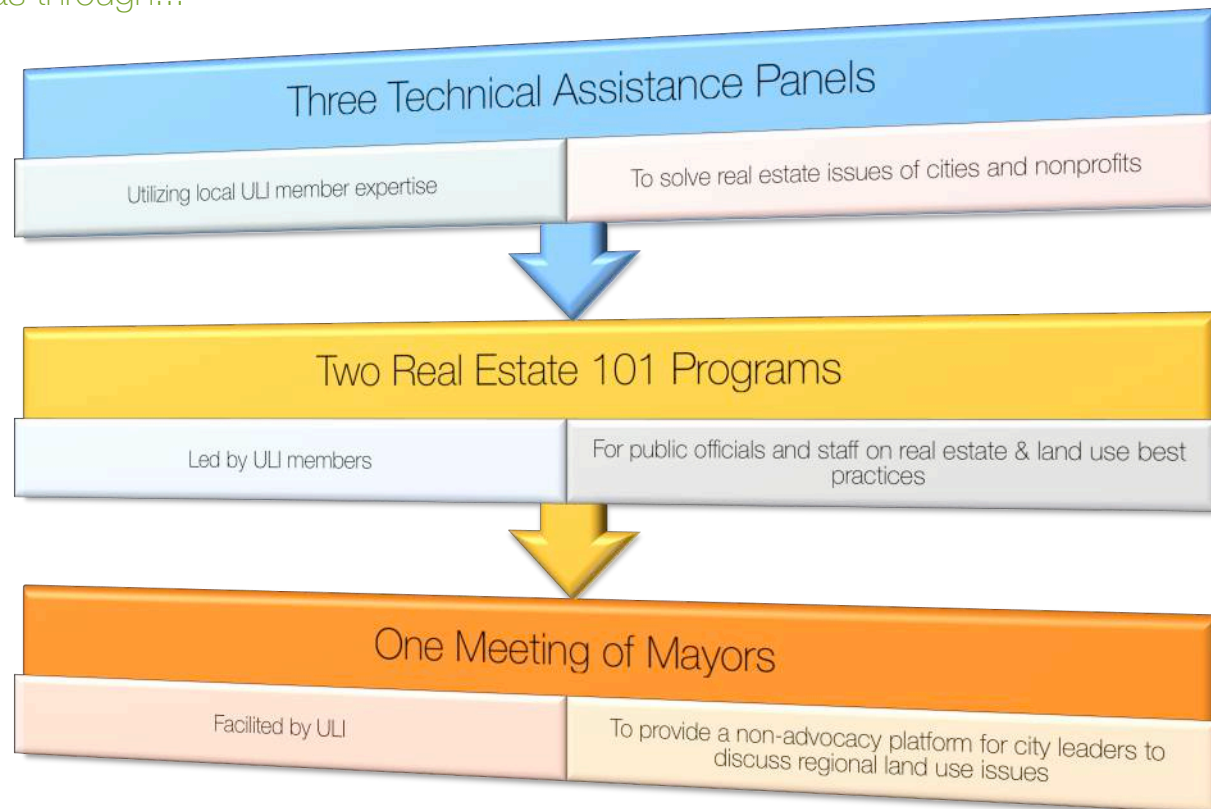 as through...
Three Technical Assistance Panels
Utilizing local ULI member expertise
To solve real estate issues of cities and nonprofits
Two Real Estate 101 Programs
Led by ULI members
For public officials and staff on real estate & land use best
practices
One Meeting of Mayors
Facilited by ULI
To provide a non-advocacy platform for city leaders to
discuss regional land use issues